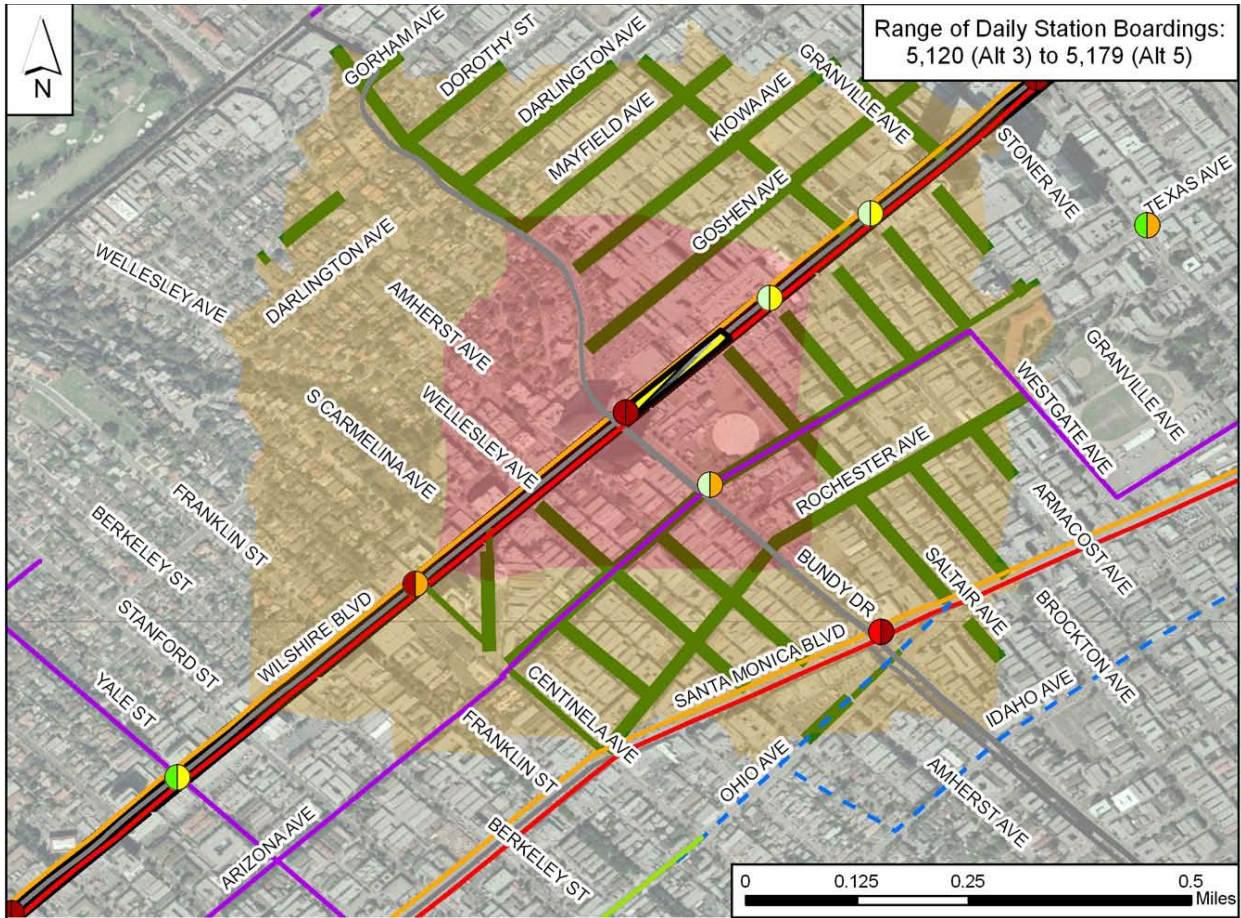 N
Range of Daily Station Boardings:
5,120 (Alt 3) to 5,179 (Alt 5)
GORHAM AVE
DOROTHY ST
DARLINGTON AVE
MAYFIELD AVE
KIOWA AVE
GRANVILLE AVE
GOSHEN AVE
STONER AVE
TEXAS AVE
WELLESLEY AVE
DARLINGTON AVE
AMHERST AVE
S CARMELINA AVE
WELLESLEY AVE
GRANVILLE AVE
WESTGATE AVE
ROCHESTER AVE
FRANKLIN ST
BERKELEY ST
STANFORD ST
YALE ST
WILSHIRE BLVD
ARMACOST AVE
SALTAIR AVE
BUNDY DR
BROCKTON AVE
SANTA MONICA BLVD
CENTINELA AVE
IDAHO AVE
FRANKLIN ST
OHIO AVE
AMHERST AVE
ARIZONA AVE
BERKELEY ST
0 0.125 0.25 0.5
Miles